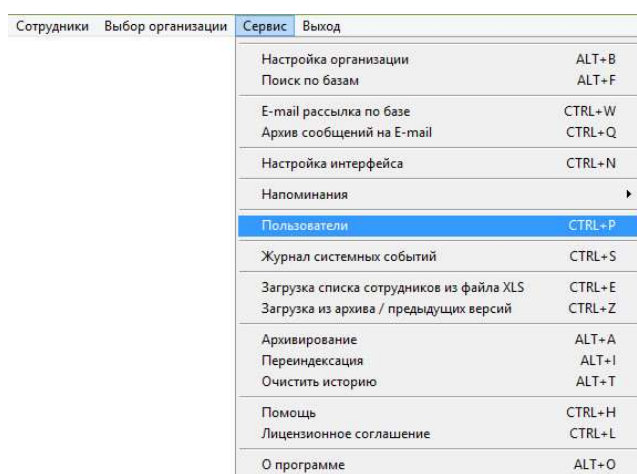 Сотрудники Выбор организации Сервис Выход
Настройка организации ALT+B
Поиск по базам ALT+F
E-mail рассылка по базе CTRL+W
Архив сообщений на E-mail CTRL+Q
Настройка интерфейса CTRL+N
Напоминания
Пользователи CTRL+P
Журнал системных событий CTRL+S
Загрузка списка сотрудников из файла XLS CTRL+E
Загрузка из архива / предыдущих версий CTRL+Z
Архивирование ALT+A
Переиндексация ALT+I
Очистить историю ALT+T
Помощь CTRL+H
Лицензионное соглашение CTRL+L
О программе ALT+O